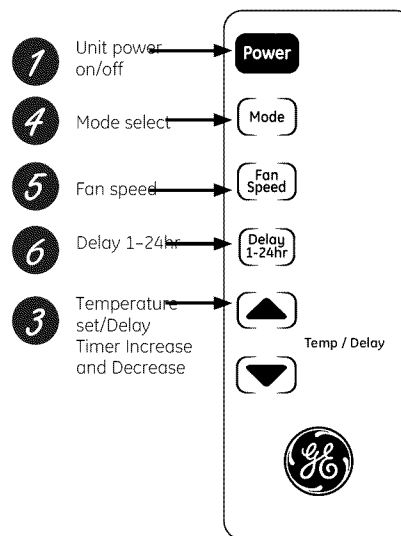 1 Unit power
on/off
Power
4 Mode select
Mode
5 Fan speed
Fan
Speed
6 Delay 1–24hr
Delay
1-24hr
3 Temperature
set/Delay
Timer Increase
and Decrease
Temp / Delay
GE